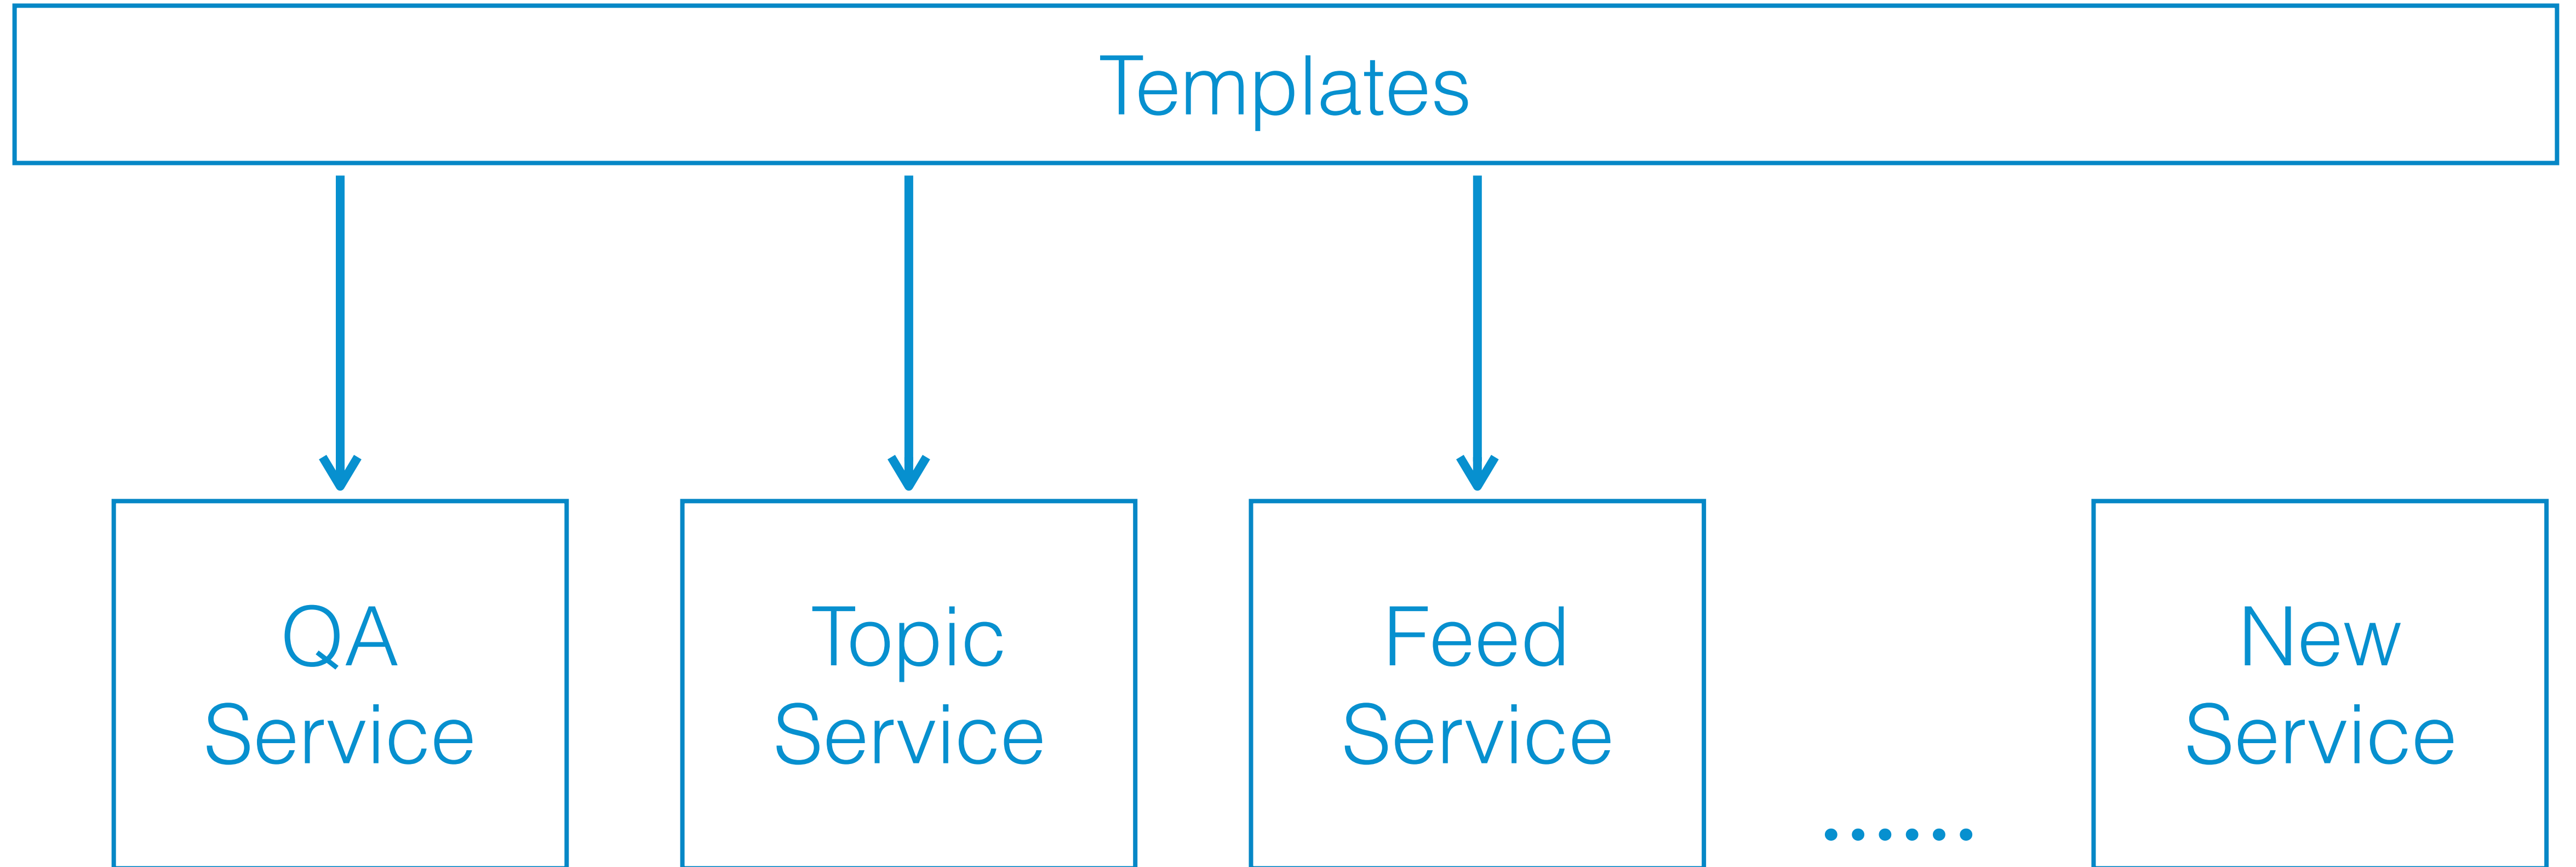 Templates
QA
Service
Topic
Service
Feed
Service
......
New
Service